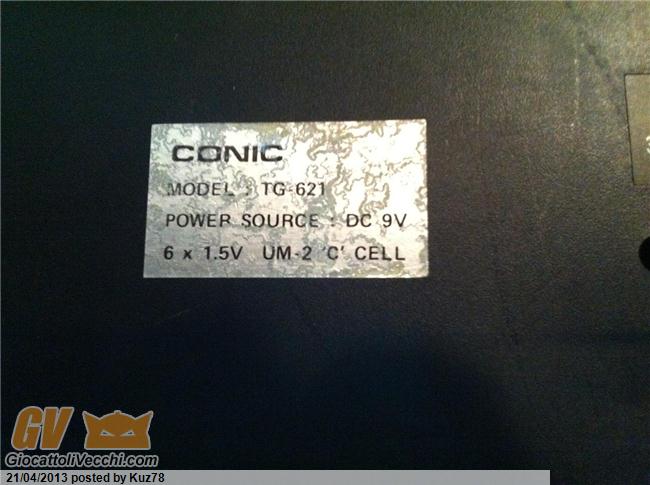 CONIC
MODEL : TG-621
POWER SOURCE : DC 9V
6 x 1.5V UM-2 'C' CELL
GV
GiocattoliVecchi.com
21/04/2013 posted by Kuz78